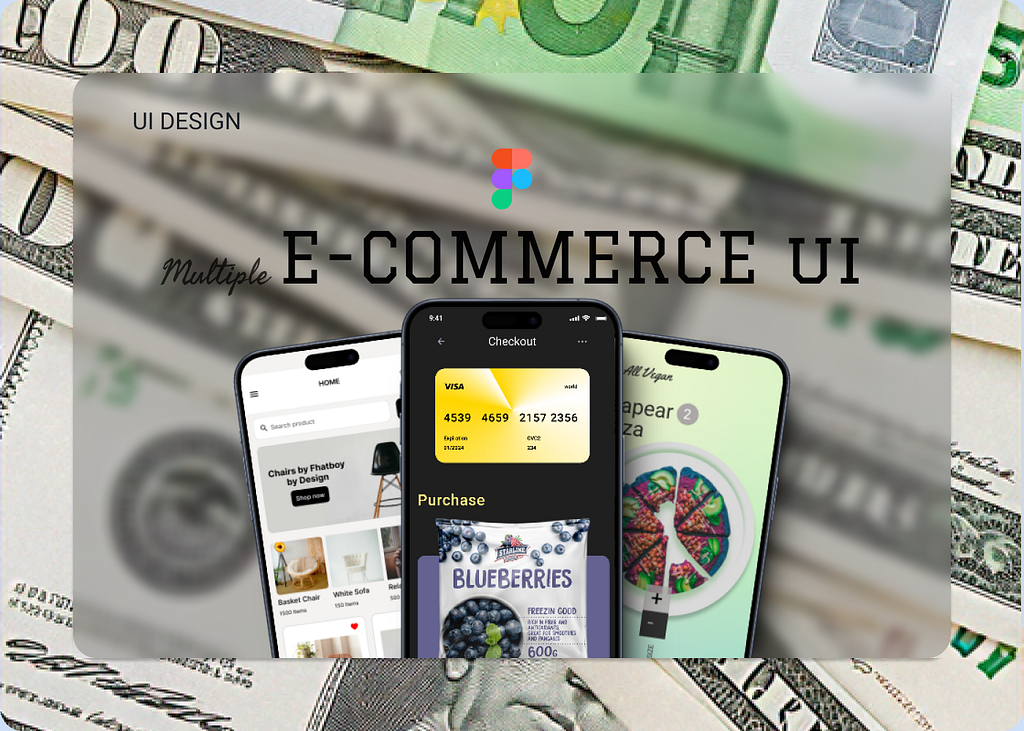 UI DESIGN
Multiple E-COMMERCE UI
HOME
Search product
Chairs by Fhatboy
by Design
Shop now
Basket Chair
1500 Items
White Sofa
150 Items
9:41
Checkout
VISA
world
4539 4659 2157 2356
Expiration
01/2024
CVC2
234
Purchase
STARLINE
BLUEBERRIES
FREEZIN GOOD
RICH IN FIBER AND
ANTIOXIDANTS,
GREAT FOR SMOOTHIES
AND PANCAKES
600G
All Vegan
apear 2
za
+
-
SIZE